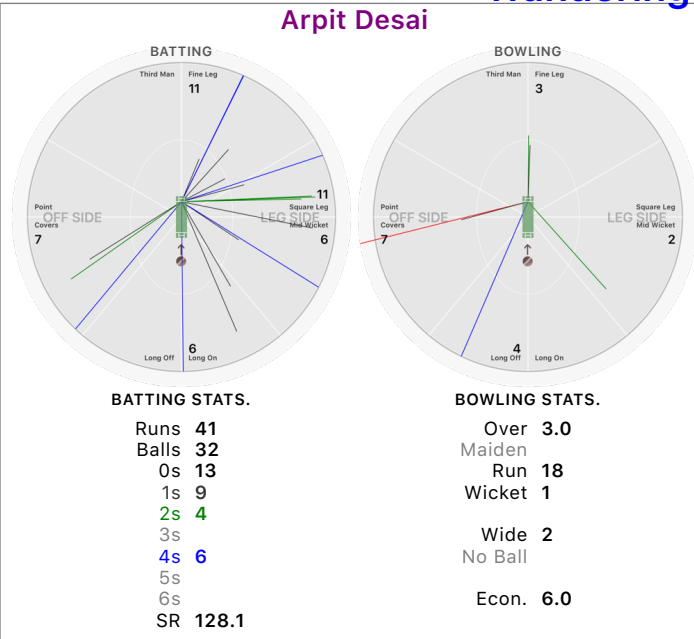 Arpit Desai
BATTING
Third Man Fine Leg
11
Point
Covers
7
OFF SIDE
LEG SIDE
11
Square Leg
Mid Wicket
6
6
Long Off Long On
BOWLING
Third Man Fine Leg
3
Point
Covers
7
OFF SIDE
LEG SIDE
Square Leg
Mid Wicket
2
4
Long Off Long On
BATTING STATS.
Runs 41
Balls 32
0s 13
1s 9
2s 4
3s
4s 6
5s
6s
SR 128.1
BOWLING STATS.
Over 3.0
Maiden
Run 18
Wicket 1
Wide 2
No Ball
Econ. 6.0